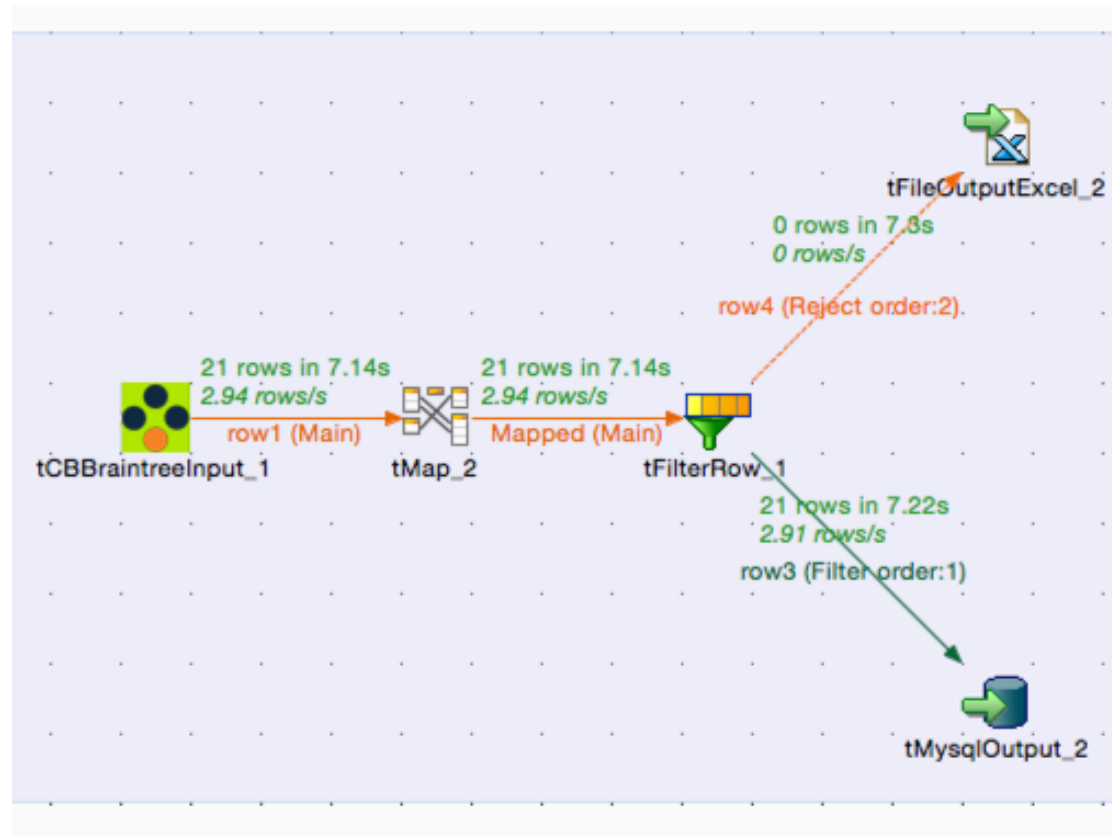 tFileOutputExcel_2
0 rows in 7.3s
0 rows/s
row4 (Reject order:2)
21 rows in 7.14s
2.94 rows/s
row1 (Main)
21 rows in 7.14s
2.94 rows/s
Mapped (Main)
tCBBraintreeInput_1
tMap_2
tFilterRow_1
21 rows in 7.22s
2.91 rows/s
row3 (Filter order:1)
tMysqlOutput_2